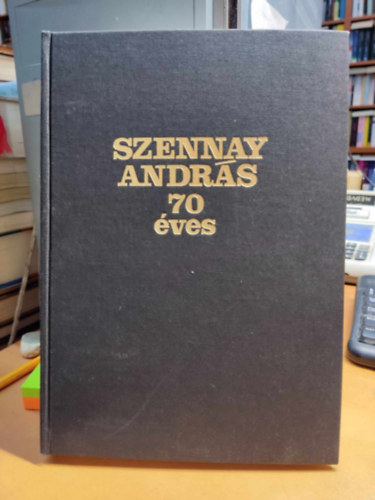 SZENNAY
ANDRÁS
70
éves